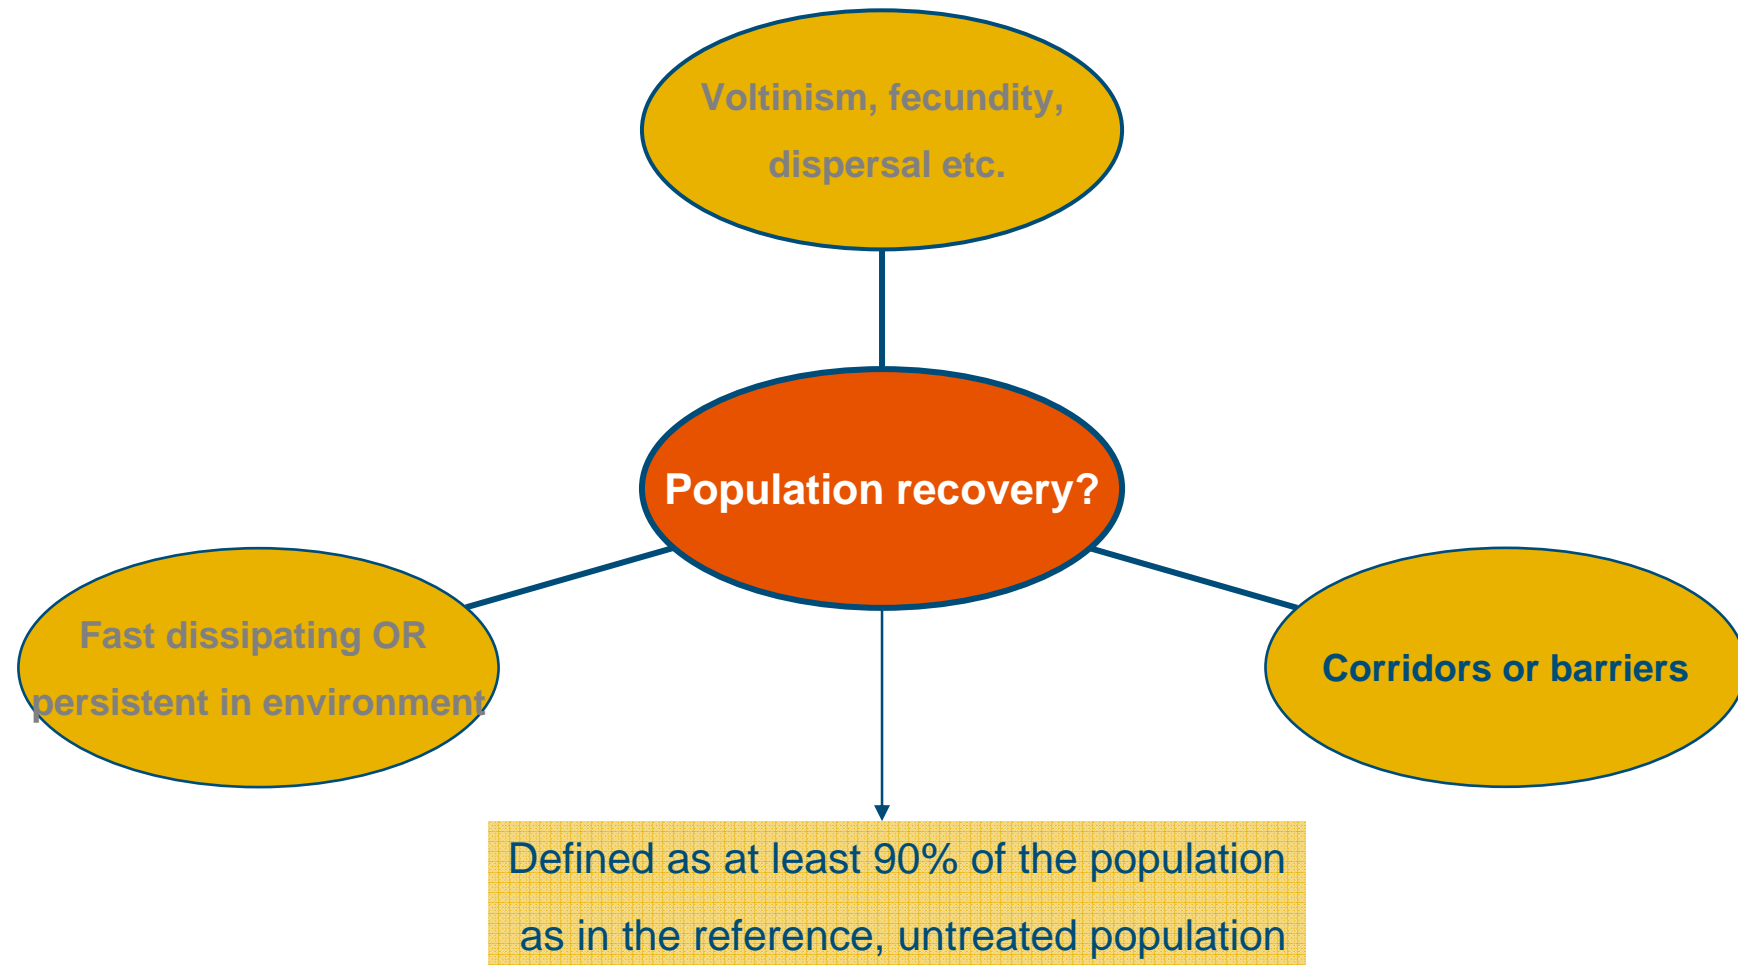 Voltinism, fecundity,
dispersal etc.
Population recovery?
Fast dissipating OR
persistent in environment
Corridors or barriers
Defined as at least 90% of the population
as in the reference, untreated population